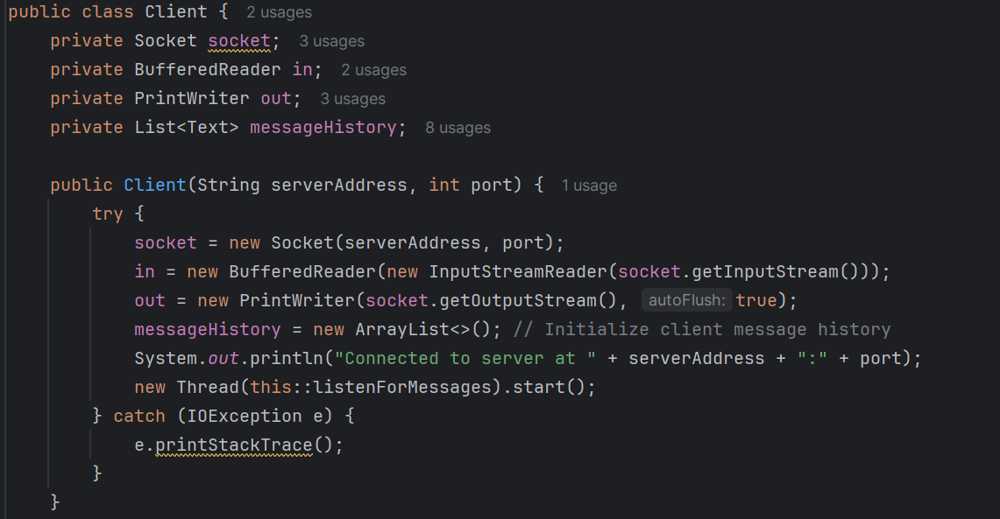 public class Client {  2 usages
    private Socket socket;  3 usages
    private BufferedReader in;  2 usages
    private PrintWriter out;  3 usages
    private List<Text> messageHistory;  8 usages

    public Client(String serverAddress, int port) {  1 usage
        try {
            socket = new Socket(serverAddress, port);
            in = new BufferedReader(new InputStreamReader(socket.getInputStream()));
            out = new PrintWriter(socket.getOutputStream(), autoFlush: true);
            messageHistory = new ArrayList<>(); // Initialize client message history
            System.out.println("Connected to server at " + serverAddress + ":" + port);
            new Thread(this::listenForMessages).start();
        } catch (IOException e) {
            e.printStackTrace();
        }
    }